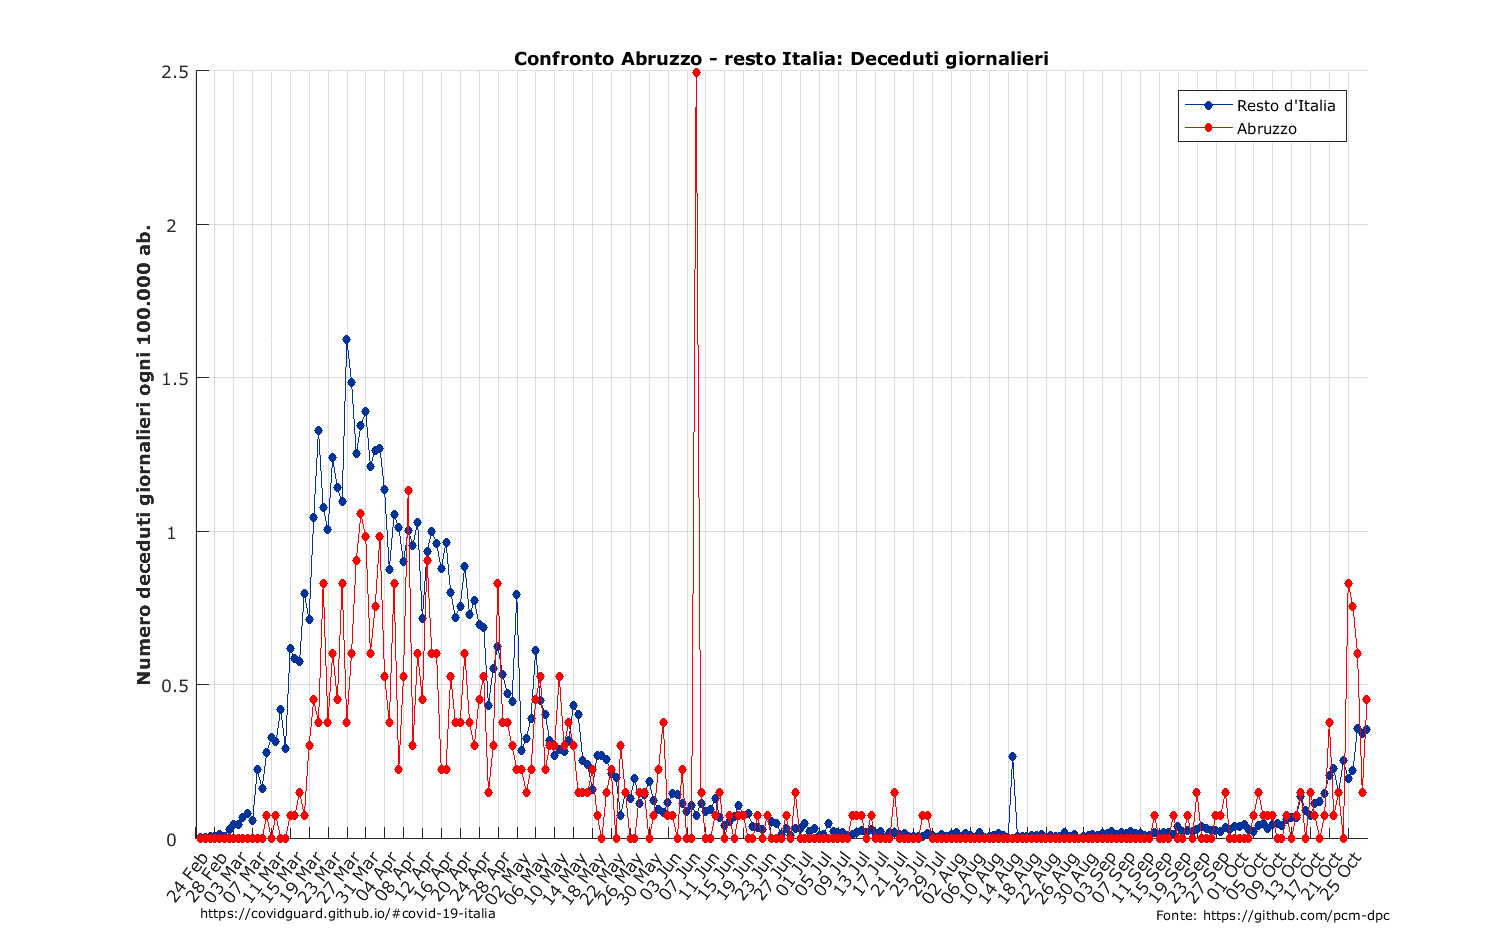 Confronto Abruzzo - resto Italia: Deceduti giornalieri
Numero deceduti giornalieri ogni 100.000 ab.
2.5
2
1.5
1
0.5
0
Resto d'Italia
Abruzzo
24 Feb
28 Feb
03 Mar
07 Mar
11 Mar
15 Mar
19 Mar
23 Mar
27 Mar
31 Mar
04 Apr
08 Apr
12 Apr
16 Apr
20 Apr
24 Apr
28 Apr
02 May
06 May
10 May
14 May
18 May
22 May
26 May
30 May
03 Jun
07 Jun
11 Jun
15 Jun
19 Jun
23 Jun
27 Jun
01 Jul
05 Jul
09 Jul
13 Jul
17 Jul
21 Jul
25 Jul
29 Jul
02 Aug
06 Aug
10 Aug
14 Aug
18 Aug
22 Aug
26 Aug
30 Aug
03 Sep
07 Sep
11 Sep
15 Sep
19 Sep
23 Sep
27 Sep
01 Oct
05 Oct
09 Oct
13 Oct
17 Oct
21 Oct
25 Oct
https://covidguard.github.io/#covid-19-italia
Fonte: https://github.com/pcm-dpc